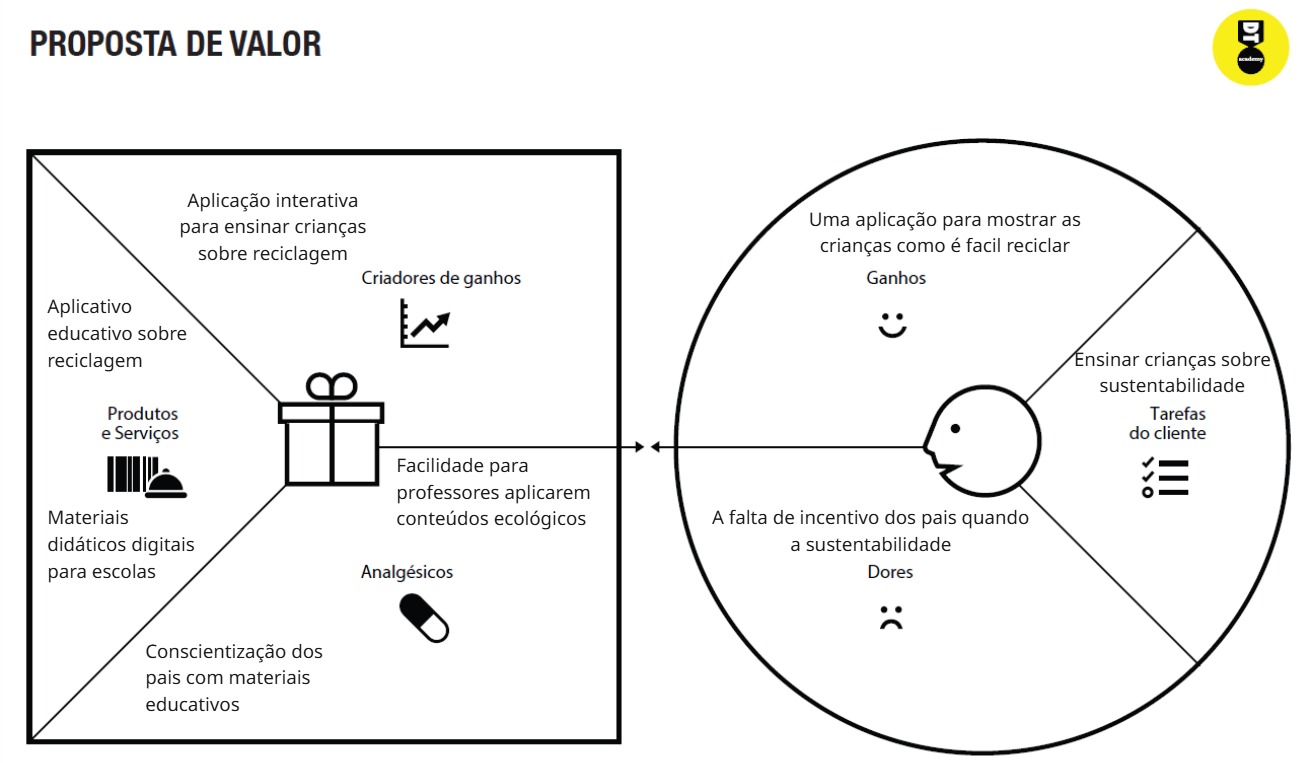 PROPOSTA DE VALOR
DT
academy
Aplicação interativa
para ensinar crianças
sobre reciclagem
Criadores de ganhos
Aplicativo
educativo sobre
reciclagem
Produtos
e Serviços
Materiais
didáticos digitais
para escolas
Facilidade para
professores aplicarem
conteúdos ecológicos
Analgésicos
Conscientização dos
pais com materiais
educativos
Uma aplicação para mostrar as
crianças como é facil reciclar
Ganhos
Ensinar crianças sobre
sustentabilidade
Tarefas
do cliente
A falta de incentivo dos pais quando
a sustentabilidade
Dores